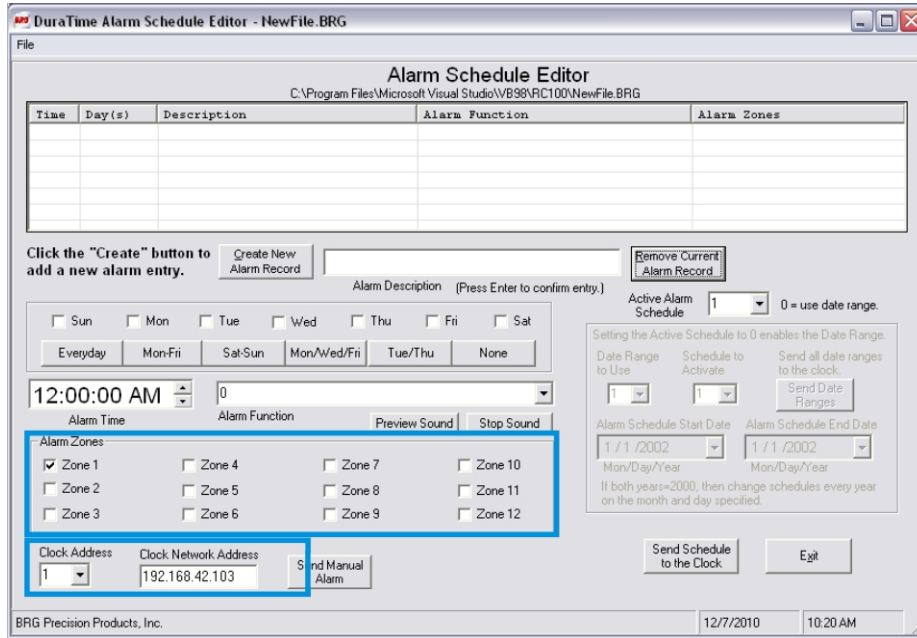 DuraTime Alarm Schedule Editor - NewFile.BRG
File
Alarm Schedule Editor
C:\Program Files\Microsoft Visual Studio\VB98\RC100\NewFile.BRG
Time Day(s) Description Alarm Function Alarm Zones
Click the "Create" button to
add a new alarm entry.
Create New
Alarm Record
Alarm Description (Press Enter to confirm entry.)
Remove Current
Alarm Record
Active Alarm
Schedule
1
0 = use date range.
Sun Mon Tue Wed Thu Fri Sat
Everyday Mon-Fri Sat-Sun Mon/Wed/Fri Tue/Thu None
12:00:00 AM
Alarm Time
0
Alarm Function
Preview Sound Stop Sound
Setting the Active Schedule to 0 enables the Date Range.
Date Range
to Use
1
Schedule to
Activate
1
Send all date ranges
to the clock.
Send Date
Ranges
Alarm Schedule Start Date Alarm Schedule End Date
1 / 1 /2002 1 / 1 /2002
Mon/Day/Year Mon/Day/Year
If both years=2000, then change schedules every year
on the month and day specified.
Alarm Zones
Zone 1 Zone 4 Zone 7 Zone 10
Zone 2 Zone 5 Zone 8 Zone 11
Zone 3 Zone 6 Zone 9 Zone 12
Clock Address
1
Clock Network Address
192.168.42.103
Send Manual
Alarm
Send Schedule
to the Clock
Exit
BRG Precision Products, Inc. 12/7/2010 10:20 AM